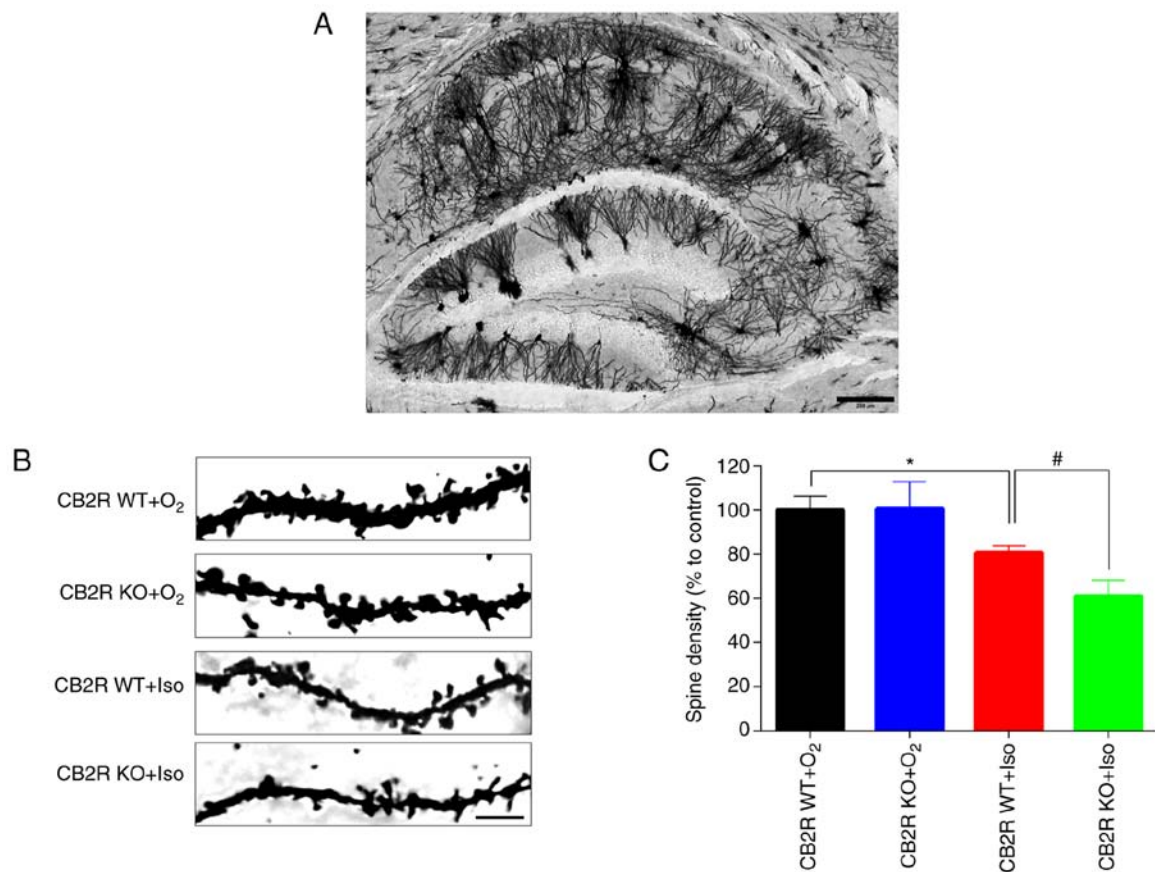 A
B
CB2R WT+O₂
CB2R KO+O₂
CB2R WT+Iso
CB2R KO+Iso
C
Spine density (% to control)
120
100
80
60
40
20
0
*
#
CB2R WT+O₂
CB2R KO+O₂
CB2R WT+Iso
CB2R KO+Iso